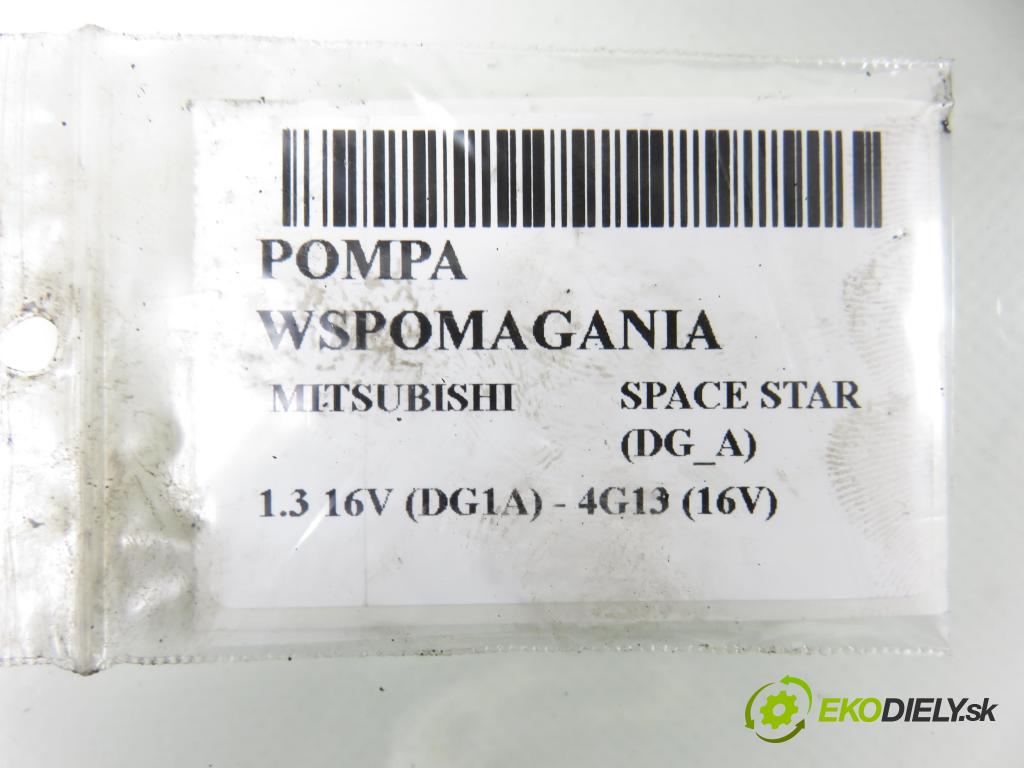 POMPA
WSPOMAGANIA
MITSUBISHI SPACE STAR
(DG_A)
1.3 16V (DG1A) - 4G13 (16V)
EKODIELY.sk